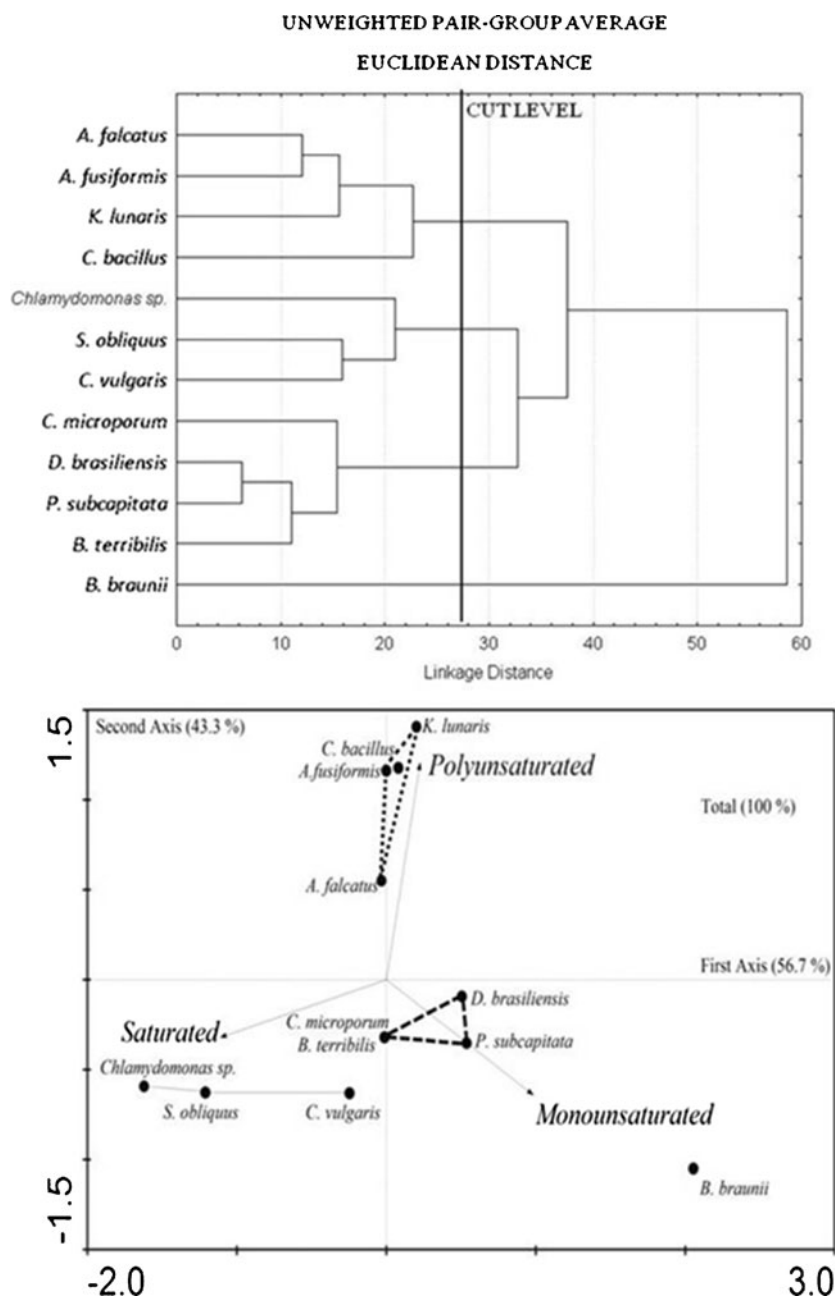 UNWEIGHTED PAIR-GROUP AVERAGE
EUCLIDEAN DISTANCE
CUT LEVEL
A. falcatus
A. fusiformis
K. lunaris
C. bacillus
Chlamydomonas sp.
S. obliquus
C. vulgaris
C. microporum
D. brasiliensis
P. subcapitata
B. terribilis
B. braunii
0 10 20 30 40 50 60
Linkage Distance
1.5
Second Axis (43.3 %)
K. lunaris
C. bacillus
A.fusiformis
Polyunsaturated
Total (100 %)
A. falcatus
First Axis (56.7 %)
D. brasiliensis
C. microporum
B. terribilis
P. subcapitata
Saturated
Chlamydomonas sp.
S. obliquus
C. vulgaris
Monounsaturated
B. braunii
-1.5
-2.0
3.0